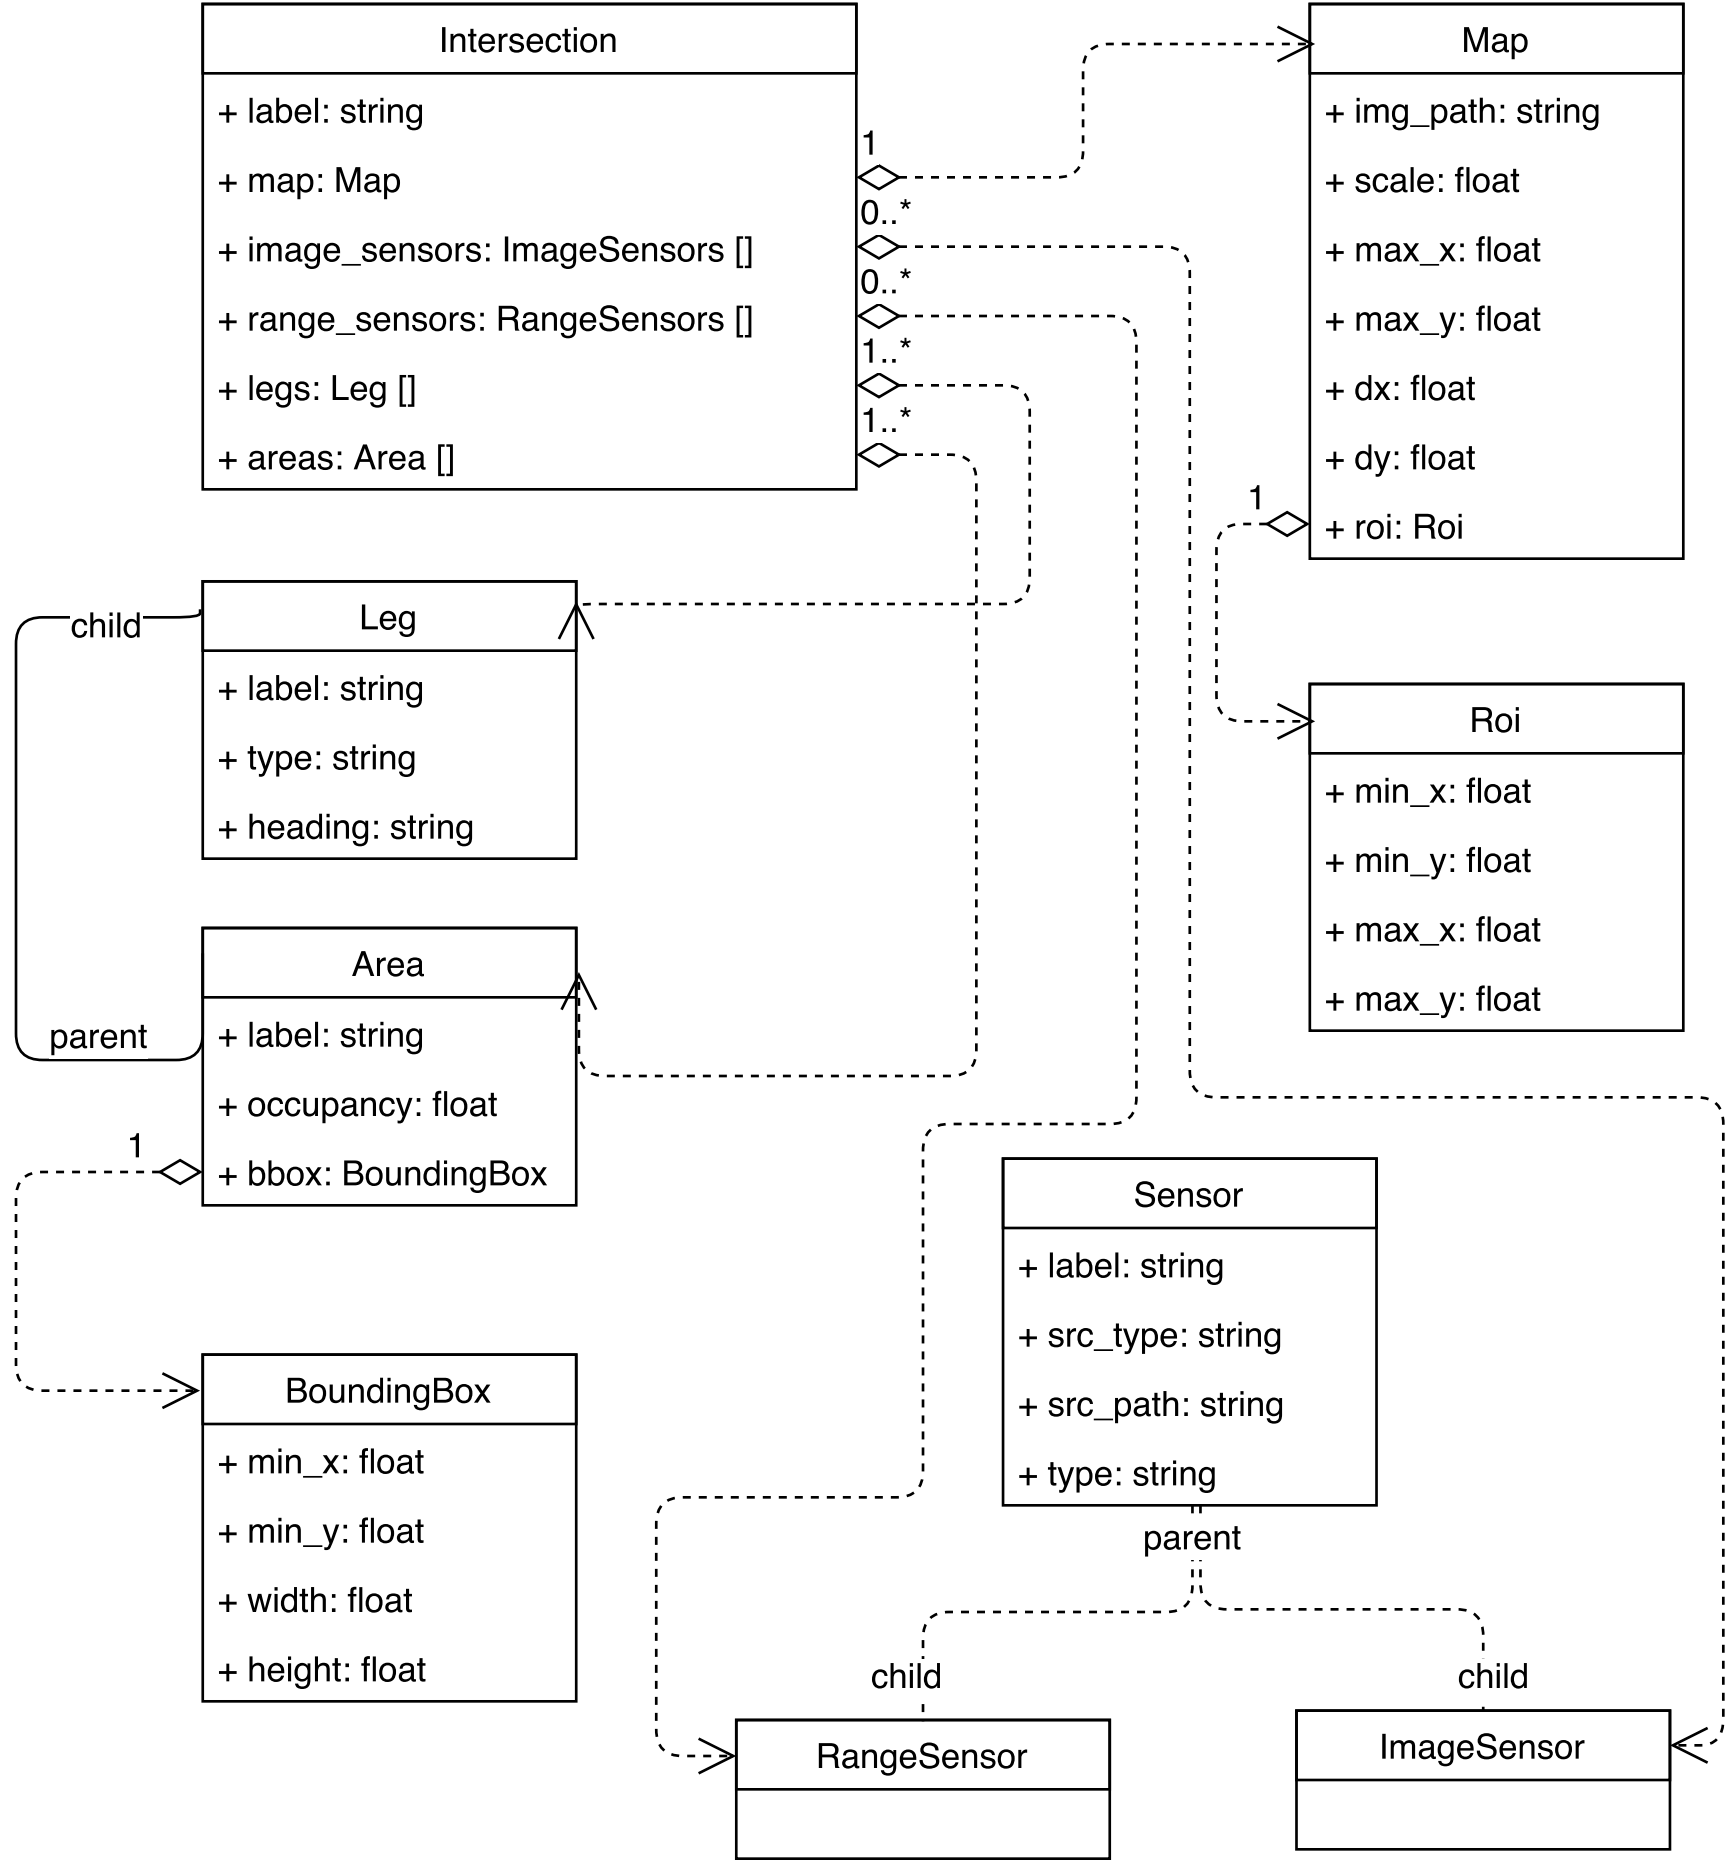 Intersection
+ label: string
+ map: Map
+ image_sensors: ImageSensors []
+ range_sensors: RangeSensors []
+ legs: Leg []
+ areas: Area []
1
0..*
0..*
1..*
1..*
Map
+ img_path: string
+ scale: float
+ max_x: float
+ max_y: float
+ dx: float
+ dy: float
+ roi: Roi
1
Leg
+ label: string
+ type: string
+ heading: string
child
parent
Roi
+ min_x: float
+ min_y: float
+ max_x: float
+ max_y: float
Area
+ label: string
+ occupancy: float
+ bbox: BoundingBox
1
BoundingBox
+ min_x: float
+ min_y: float
+ width: float
+ height: float
Sensor
+ label: string
+ src_type: string
+ src_path: string
+ type: string
parent
child
child
RangeSensor
ImageSensor